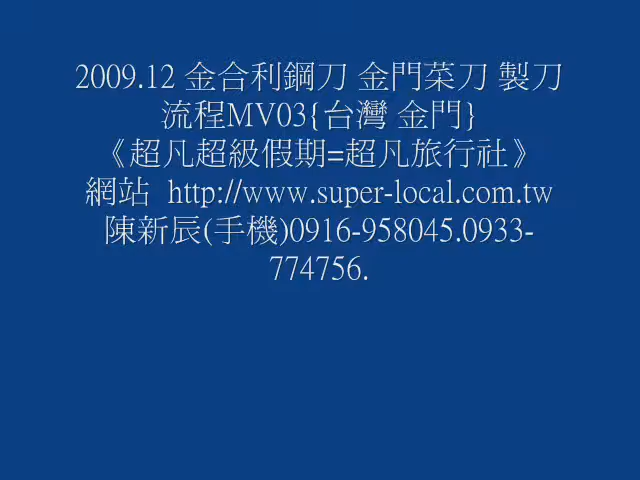 2009.12 金合利鋼刀 金門菜刀 製刀
流程MV03{台灣 金門}
《超凡超級假期=超凡旅行社》
網站  http://www.super-local.com.tw
陳新辰(手機)0916-958045.0933-
774756.